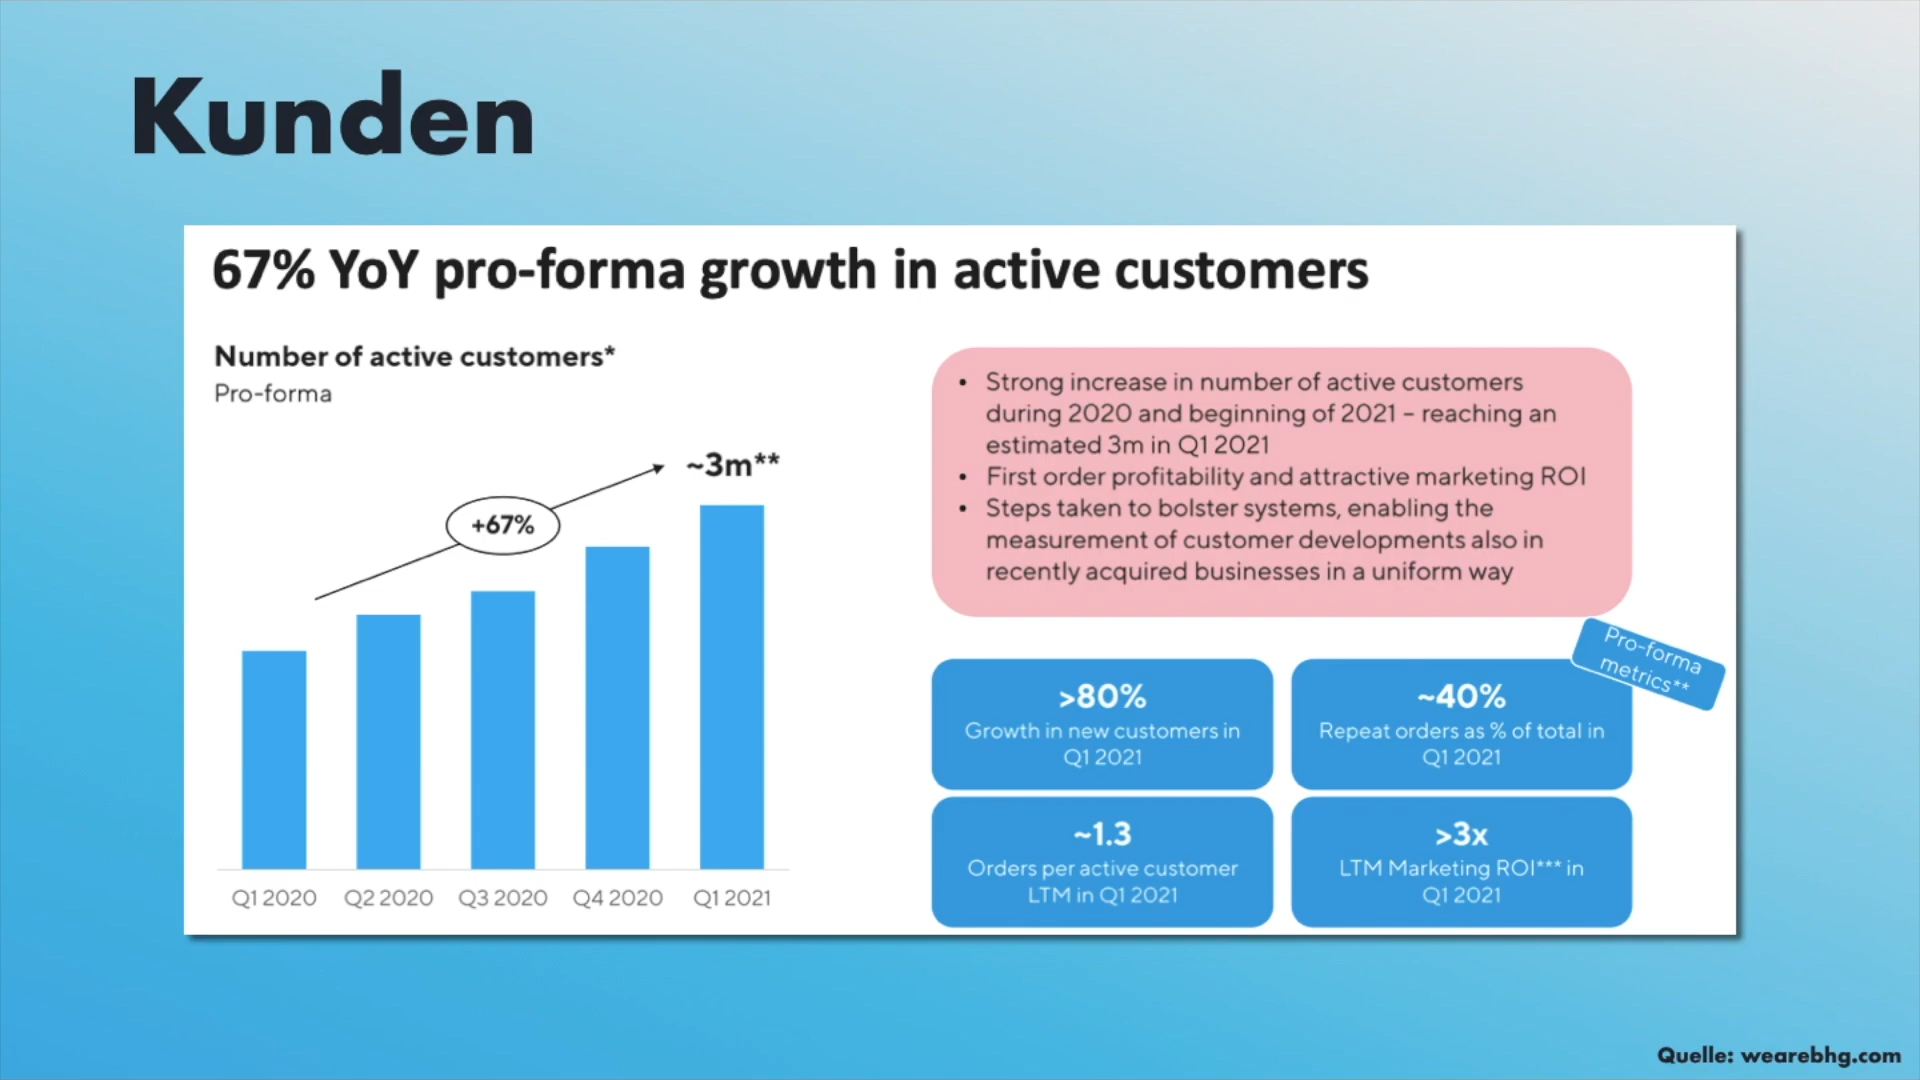 Kunden
67% YoY pro-forma growth in active customers
Number of active customers*
Pro-forma
~3m**
+67%
Q1 2020
Q2 2020
Q3 2020
Q4 2020
Q1 2021
• Strong increase in number of active customers
during 2020 and beginning of 2021 – reaching an
estimated 3m in Q1 2021
• First order profitability and attractive marketing ROI
• Steps taken to bolster systems, enabling the
measurement of customer developments also in
recently acquired businesses in a uniform way
Pro-forma
metrics**
>80%
Growth in new customers in
Q1 2021
~40%
Repeat orders as % of total in
Q1 2021
~1.3
Orders per active customer
LTM in Q1 2021
>3x
LTM Marketing ROI*** in
Q1 2021
Quelle: wearebhg.com